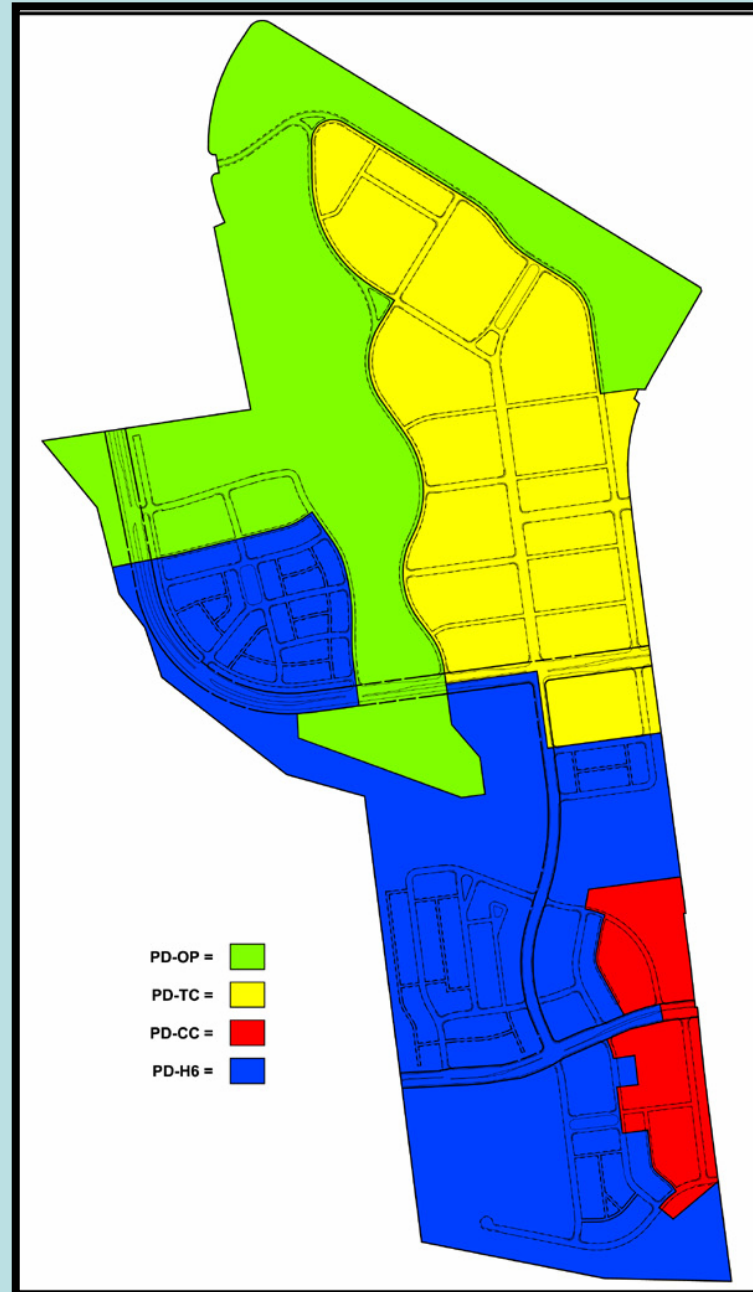 PD-OP =
PD-TC =
PD-CC =
PD-H6 =